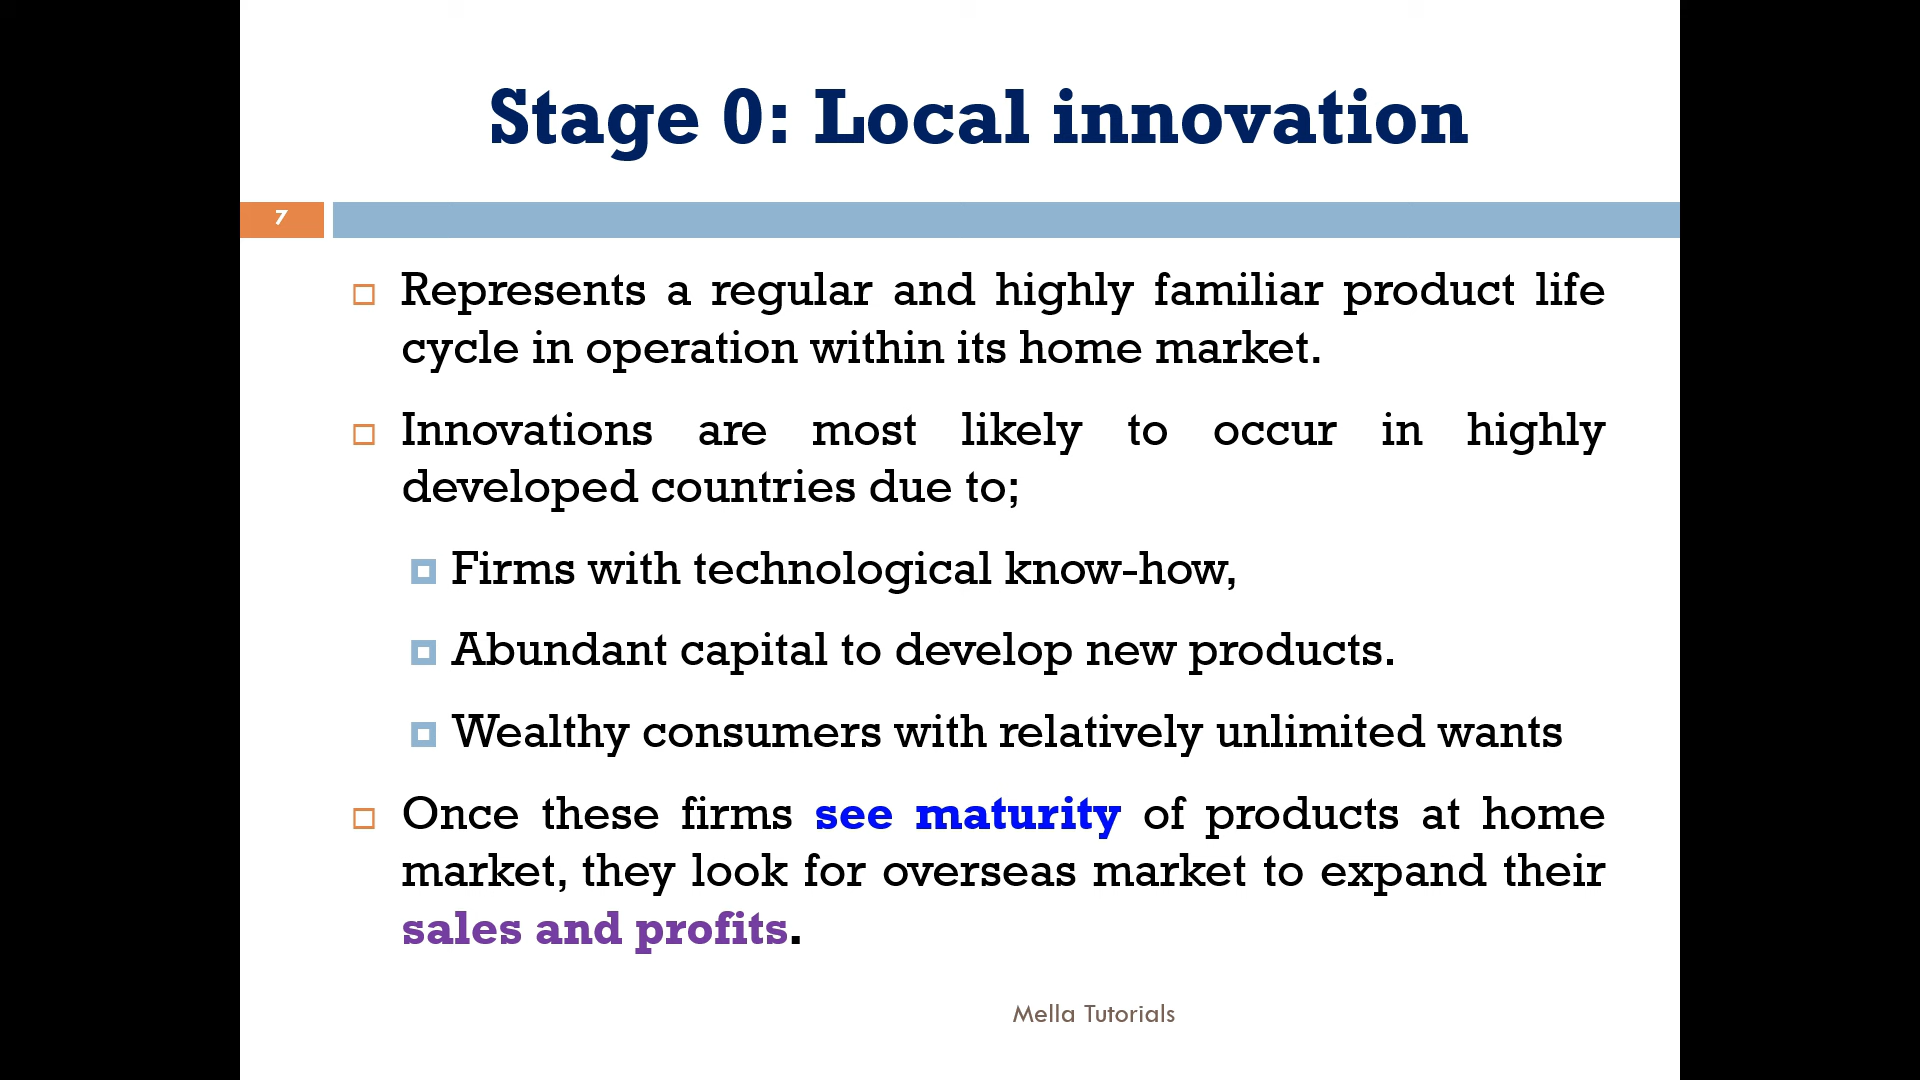 Stage 0: Local innovation
7
Represents a regular and highly familiar product life
cycle in operation within its home market.
Innovations are most likely to occur in highly
developed countries due to;
Firms with technological know-how,
Abundant capital to develop new products.
Wealthy consumers with relatively unlimited wants
Once these firms see maturity of products at home
market, they look for overseas market to expand their
sales and profits.
Mella Tutorials